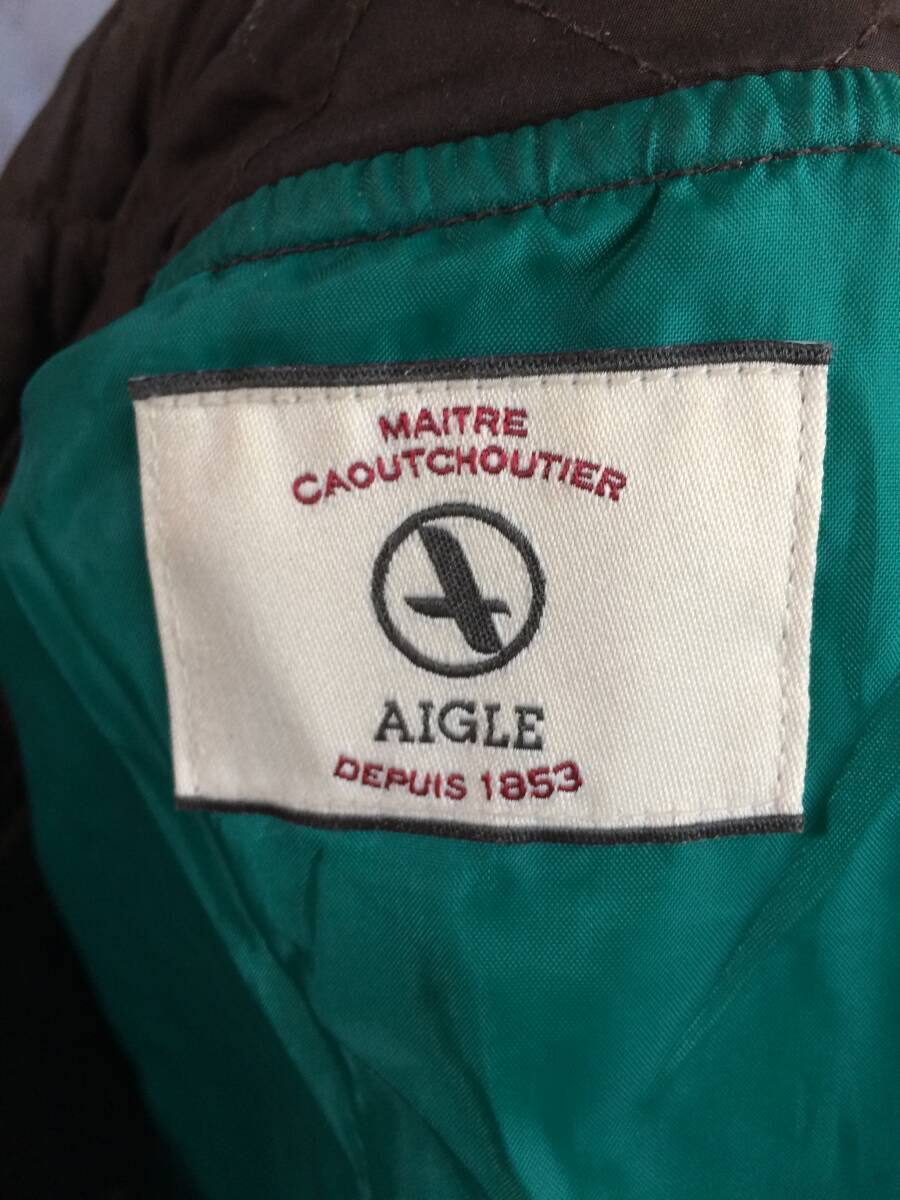 MAITRE
CAOUTCHOUTIER
AIGLE
DEPUIS 1853